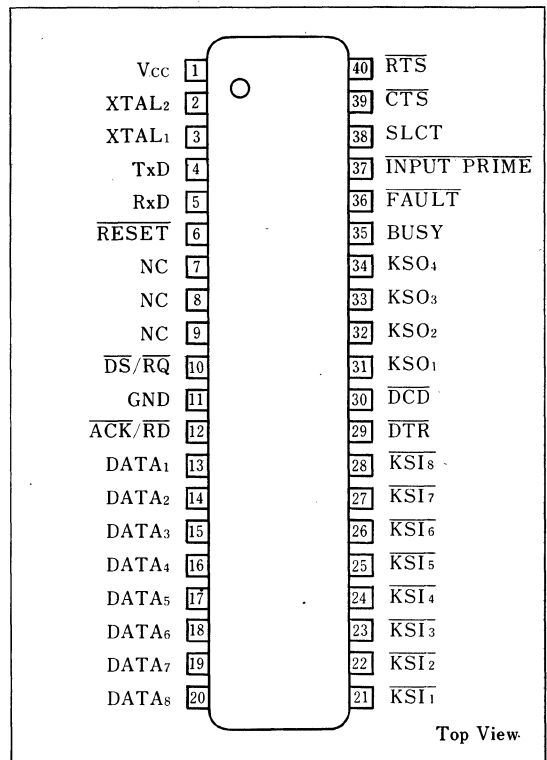 Vcc 1 40 RTS
XTAL2 2 39 CTS
XTAL1 3 38 SLCT
TxD 4 37 INPUT PRIME
RxD 5 36 FAULT
RESET 6 35 BUSY
NC 7 34 KSO4
NC 8 33 KSO3
NC 9 32 KSO2
DS/RQ 10 31 KSO1
GND 11 30 DCD
ACK/RD 12 29 DTR
DATA1 13 28 KSI8
DATA2 14 27 KSI7
DATA3 15 26 KSI6
DATA4 16 25 KSI5
DATA5 17 24 KSI4
DATA6 18 23 KSI3
DATA7 19 22 KSI2
DATA8 20 21 KSI1
Top View